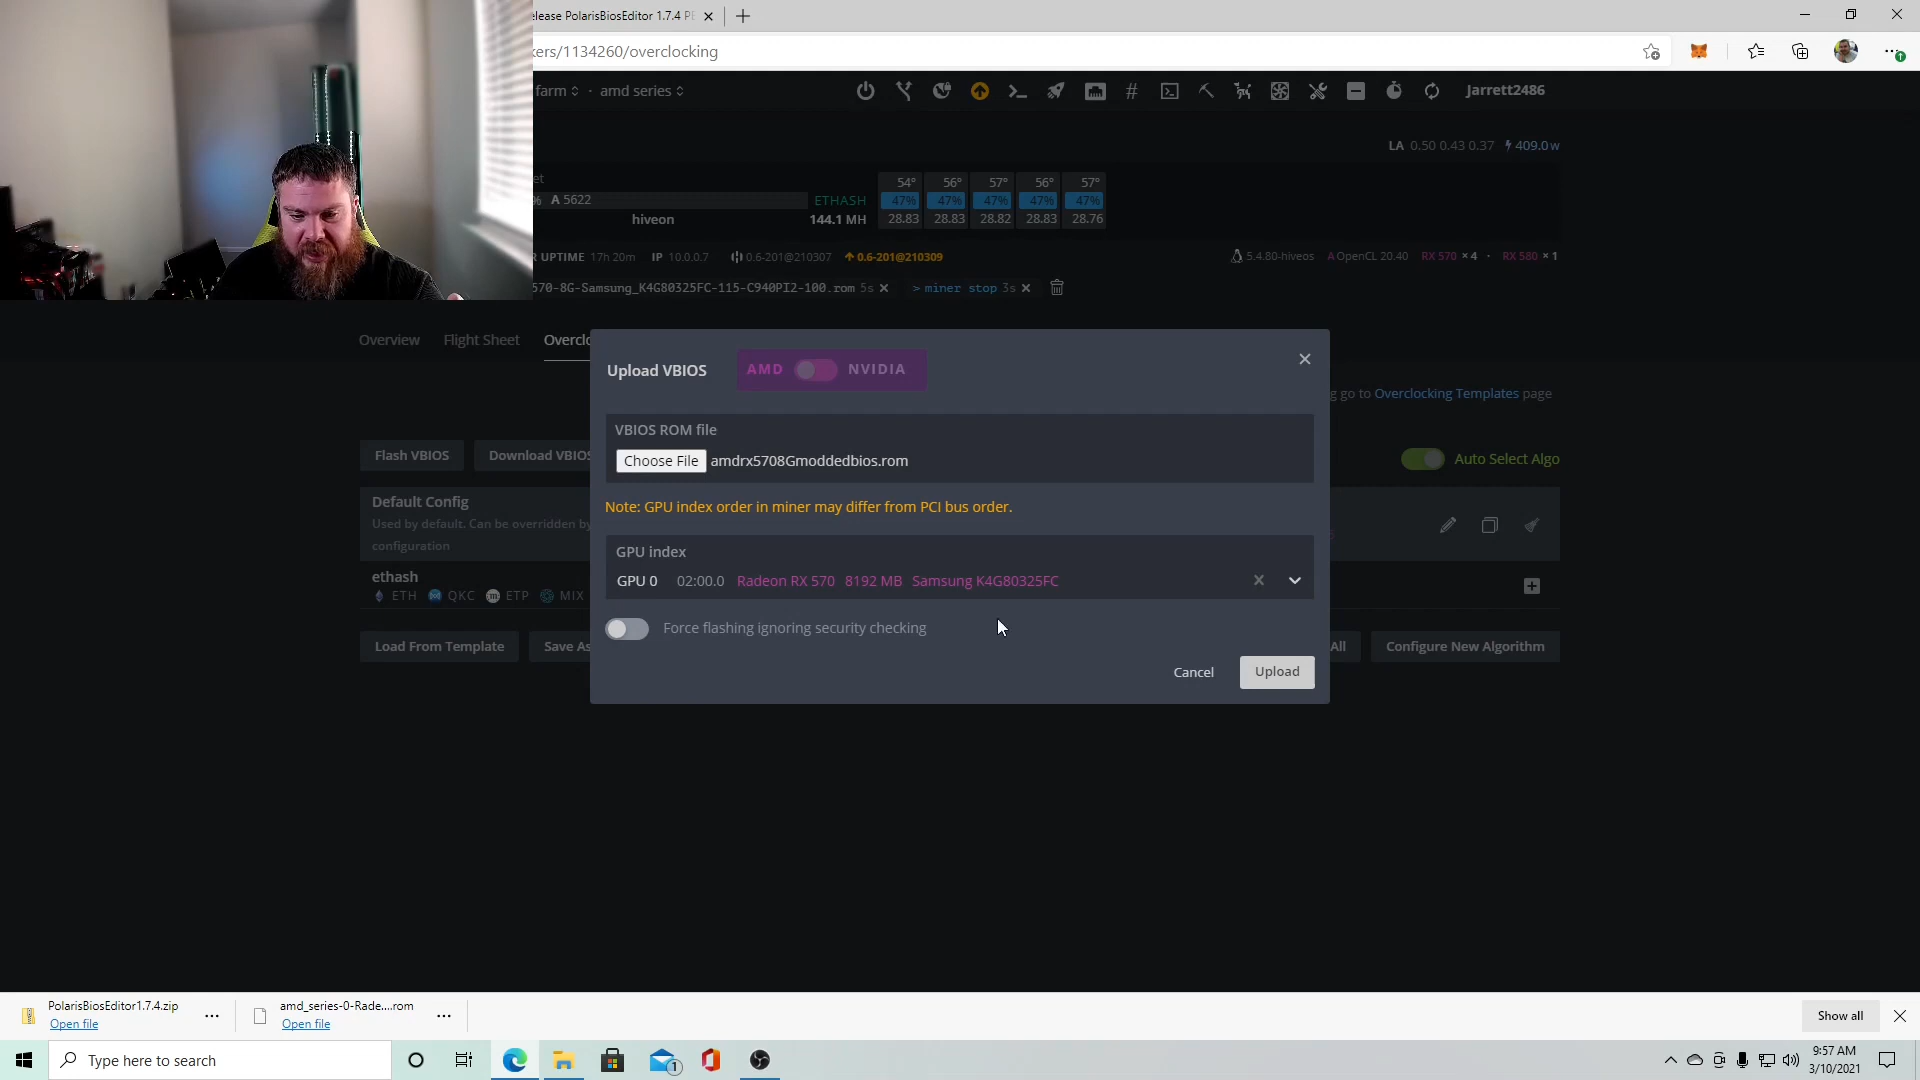 elease PolarisBiosEditor 1.7.4 PE
kers/1134260/overclocking
farm · amd series
Jarrett2486
LA 0.50 0.43 0.37 409.0 w
et
% A 5622 ETHASH
hiveon 144.1 MH
54° 56° 57° 56° 57°
47% 47% 47% 47% 47%
28.83 28.83 28.82 28.83 28.76
R UPTIME 17h 20m IP 10.0.0.7 0.6-201@210307 0.6-201@210309 5.4.80-hiveos A OpenCL 20.40 RX 570 × 4 · RX 580 × 1
570-8G-Samsung_K4G80325FC-115-C940PI2-100.rom 5s × > miner stop 3s ×
Overview Flight Sheet Overclo
Upload VBIOS AMD NVIDIA
g go to Overclocking Templates page
VBIOS ROM file
Choose File amdrx5708Gmoddedbios.rom
Flash VBIOS Download VBIOS
Auto Select Algo
Default Config
Used by default. Can be overridden by
configuration
Note: GPU index order in miner may differ from PCI bus order.
GPU index
GPU 0 02:00.0 Radeon RX 570 8192 MB Samsung K4G80325FC
ethash
ETH QKC ETP MIX
Force flashing ignoring security checking
Load From Template Save As All Configure New Algorithm
Cancel Upload
PolarisBiosEditor1.7.4.zip
Open file
amd_series-0-Rade....rom
Open file
Show all
Type here to search
1
9:57 AM
3/10/2021